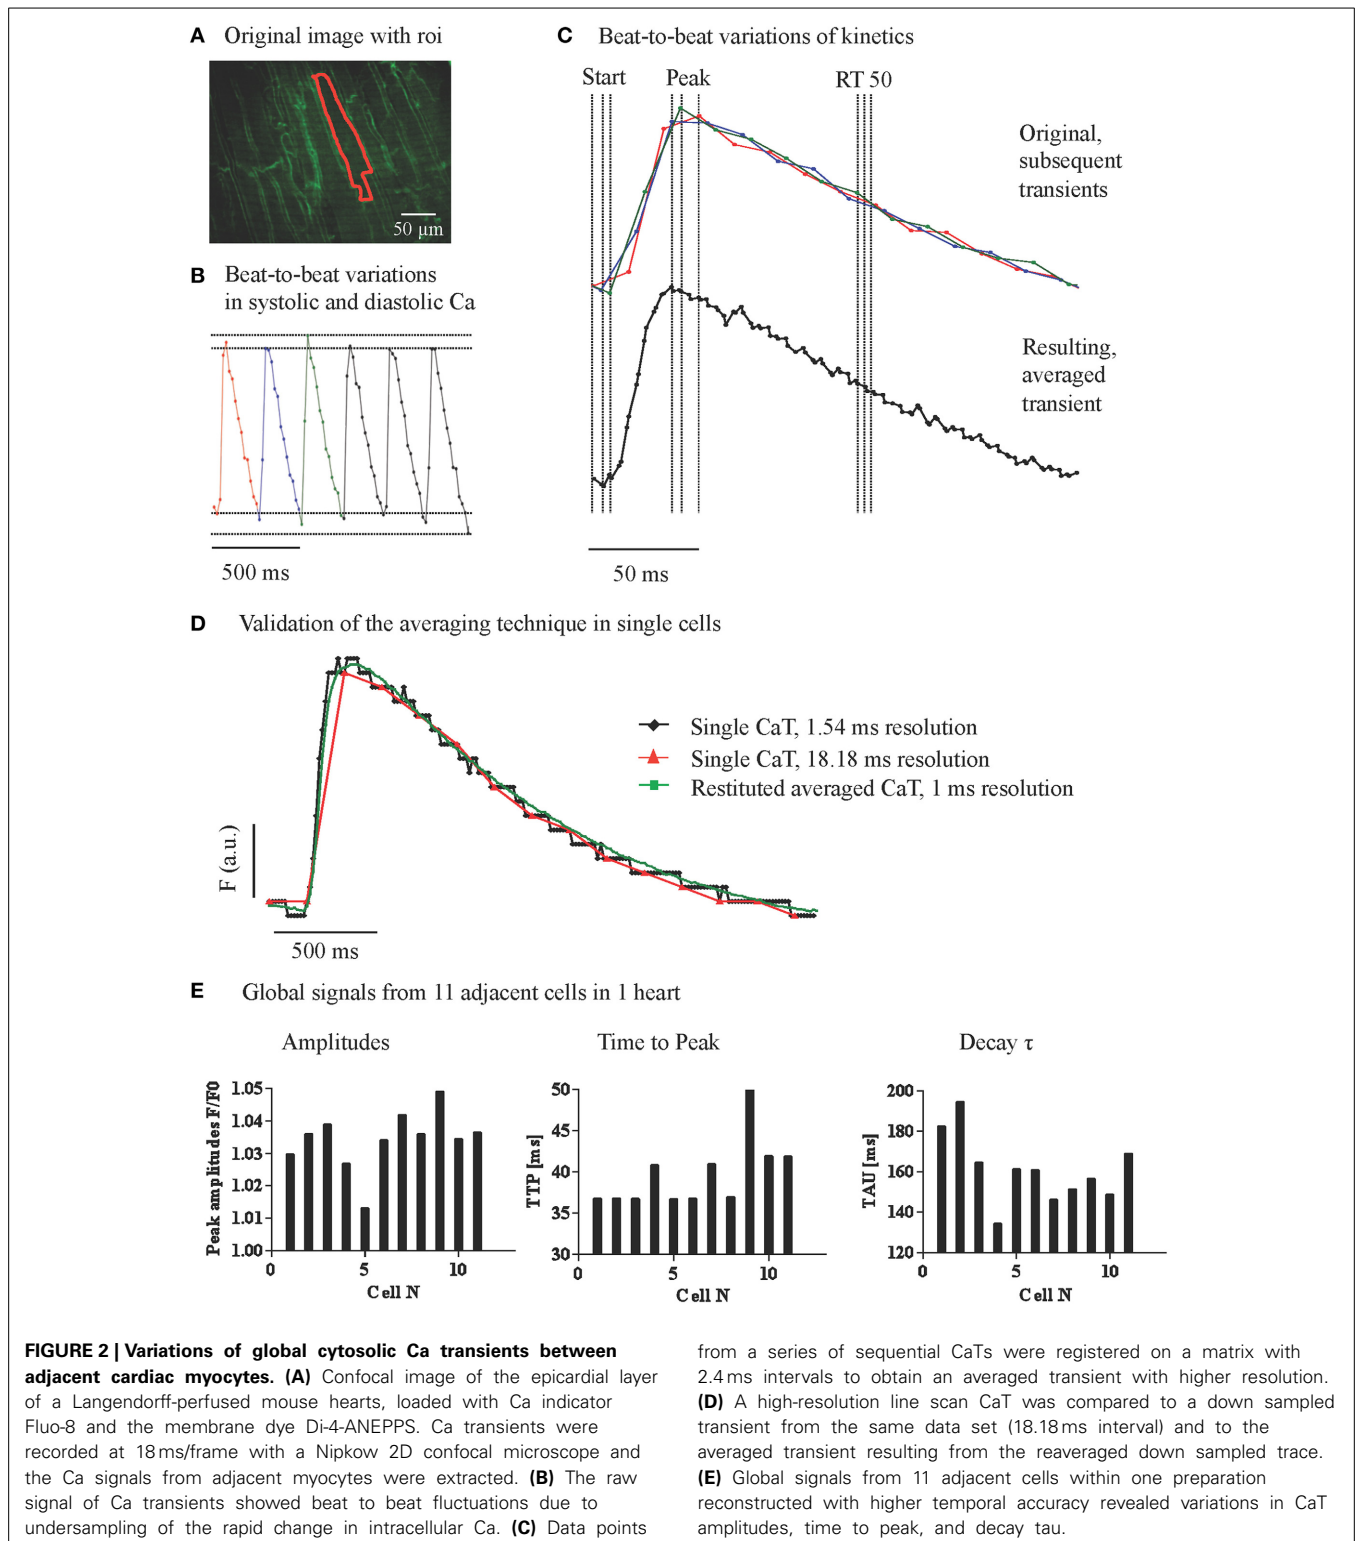 A Original image with roi
50 µm
B Beat-to-beat variations
in systolic and diastolic Ca
500 ms
C Beat-to-beat variations of kinetics
Start Peak RT 50
Original,
subsequent
transients
Resulting,
averaged
transient
50 ms
D Validation of the averaging technique in single cells
Single CaT, 1.54 ms resolution
Single CaT, 18.18 ms resolution
Restituted averaged CaT, 1 ms resolution
F (a.u.)
500 ms
E Global signals from 11 adjacent cells in 1 heart
Amplitudes
Peak amplitudes F/F0
1.05
1.04
1.03
1.02
1.01
1.00
0 5 10
Cell N
Time to Peak
TTP [ms]
50
45
40
35
30
0 5 10
Cell N
Decay τ
TAU [ms]
200
180
160
140
120
0 5 10
Cell N
FIGURE 2 | Variations of global cytosolic Ca transients between
adjacent cardiac myocytes. (A) Confocal image of the epicardial layer
of a Langendorff-perfused mouse hearts, loaded with Ca indicator
Fluo-8 and the membrane dye Di-4-ANEPPS. Ca transients were
recorded at 18 ms/frame with a Nipkow 2D confocal microscope and
the Ca signals from adjacent myocytes were extracted. (B) The raw
signal of Ca transients showed beat to beat fluctuations due to
undersampling of the rapid change in intracellular Ca. (C) Data points
from a series of sequential CaTs were registered on a matrix with
2.4 ms intervals to obtain an averaged transient with higher resolution.
(D) A high-resolution line scan CaT was compared to a down sampled
transient from the same data set (18.18 ms interval) and to the
averaged transient resulting from the reaveraged down sampled trace.
(E) Global signals from 11 adjacent cells within one preparation
reconstructed with higher temporal accuracy revealed variations in CaT
amplitudes, time to peak, and decay tau.